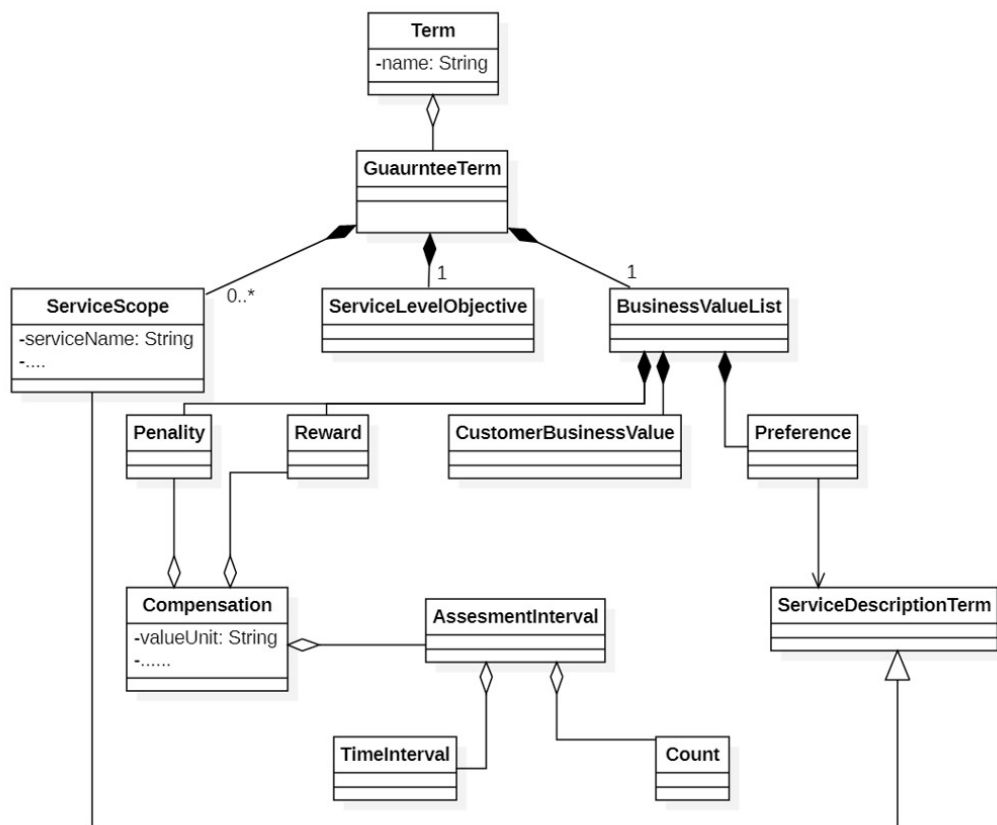 Term
-name: String
GuaurnteeTerm
0..*
1
1
ServiceScope
-serviceName: String
-....
ServiceLevelObjective
BusinessValueList
Penality
Reward
CustomerBusinessValue
Preference
Compensation
-valueUnit: String
-......
AssesmentInterval
ServiceDescriptionTerm
TimeInterval
Count